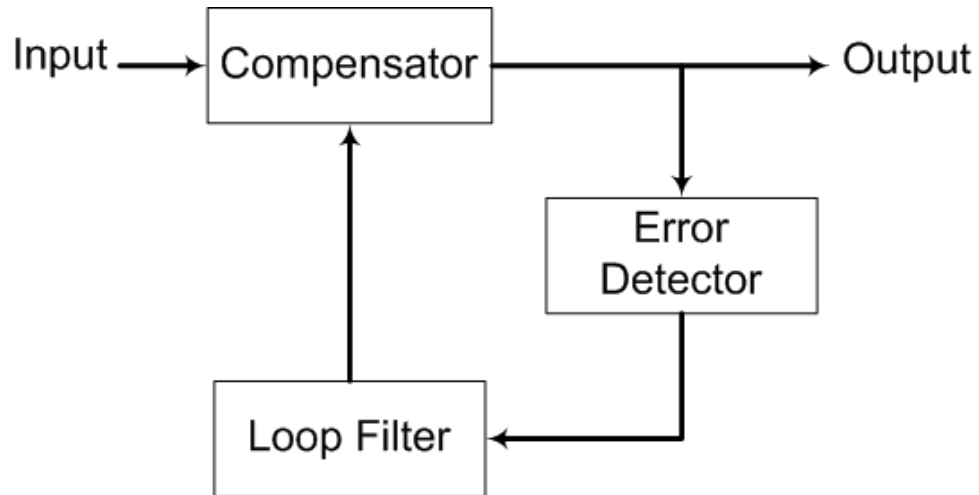 Input
Compensator
Output
Error
Detector
Loop Filter